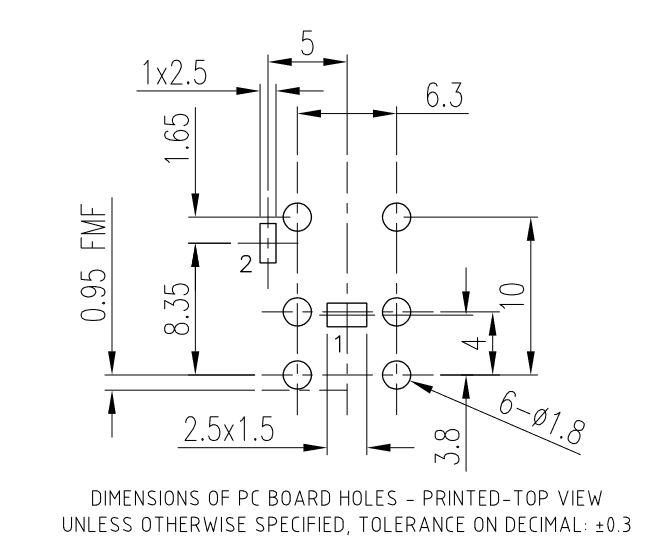 5
1x2.5
6.3
1.65
2
0.95 FMF
8.35
10
1
4
2.5x1.5
3.8
6-ø1.8
DIMENSIONS OF PC BOARD HOLES - PRINTED-TOP VIEW
UNLESS OTHERWISE SPECIFIED, TOLERANCE ON DECIMAL: ±0.3